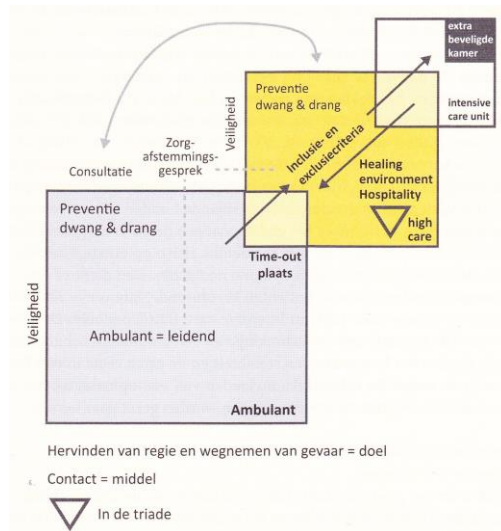 extra
beveiligde
kamer
intensive
care unit
Preventie
dwang & drang
Veiligheid
Inclusie- en
exclusiecriteria
Healing
environment
Hospitality
high
care
Zorg-
afstemmings-
gesprek
Consultatie
Preventie
dwang & drang
Time-out
plaats
Veiligheid
Ambulant = leidend
Ambulant
Hervinden van regie en wegnemen van gevaar = doel
Contact = middel
In de triade